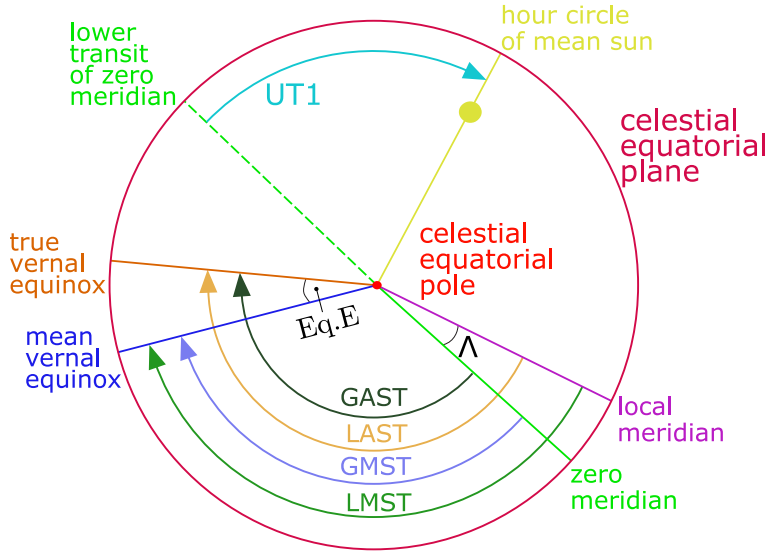 hour circle
of mean sun
lower
transit
of zero
meridian
UT1
celestial
equatorial
plane
true
vernal
equinox
celestial
equatorial
pole
Eq.E
mean
vernal
equinox
Λ
GAST
LAST
GMST
LMST
local
meridian
zero
meridian